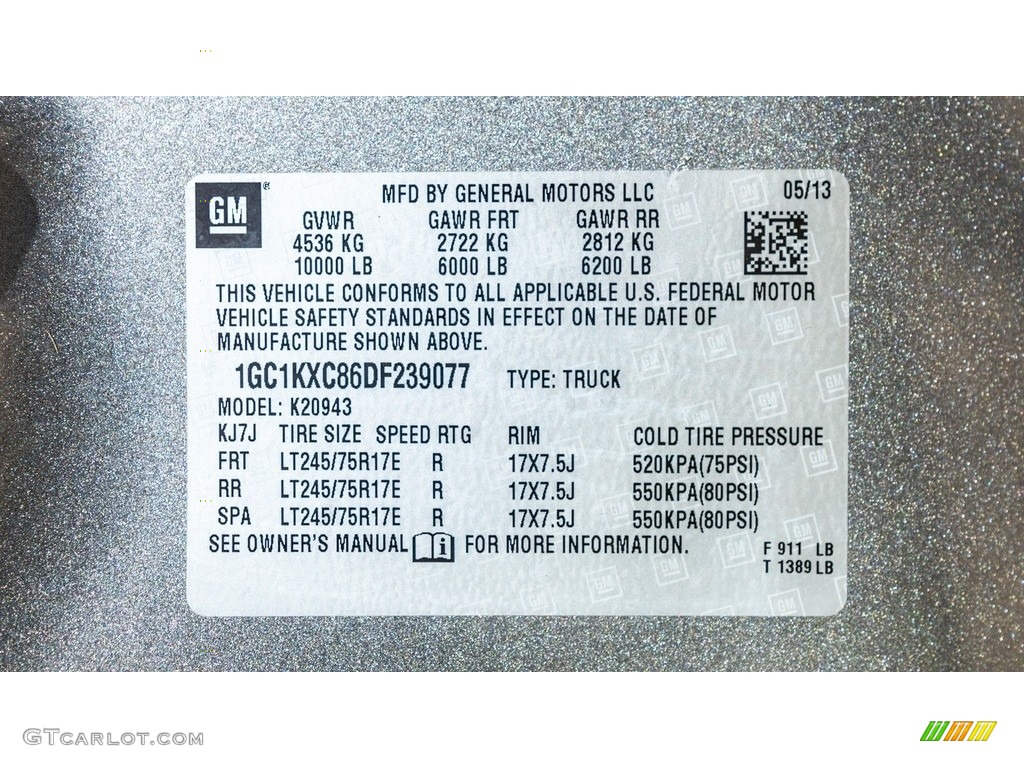 GM ® MFD BY GENERAL MOTORS LLC 05/13
GVWR GAWR FRT GAWR RR
4536 KG 2722 KG 2812 KG
10000 LB 6000 LB 6200 LB
THIS VEHICLE CONFORMS TO ALL APPLICABLE U.S. FEDERAL MOTOR
VEHICLE SAFETY STANDARDS IN EFFECT ON THE DATE OF
MANUFACTURE SHOWN ABOVE.
1GC1KXC86DF239077 TYPE: TRUCK
MODEL: K20943
KJ7J TIRE SIZE SPEED RTG RIM COLD TIRE PRESSURE
FRT LT245/75R17E R 17X7.5J 520KPA(75PSI)
RR LT245/75R17E R 17X7.5J 550KPA(80PSI)
SPA LT245/75R17E R 17X7.5J 550KPA(80PSI)
SEE OWNER'S MANUAL i FOR MORE INFORMATION.
F 911 LB
T 1389 LB
GTCARLOT.COM